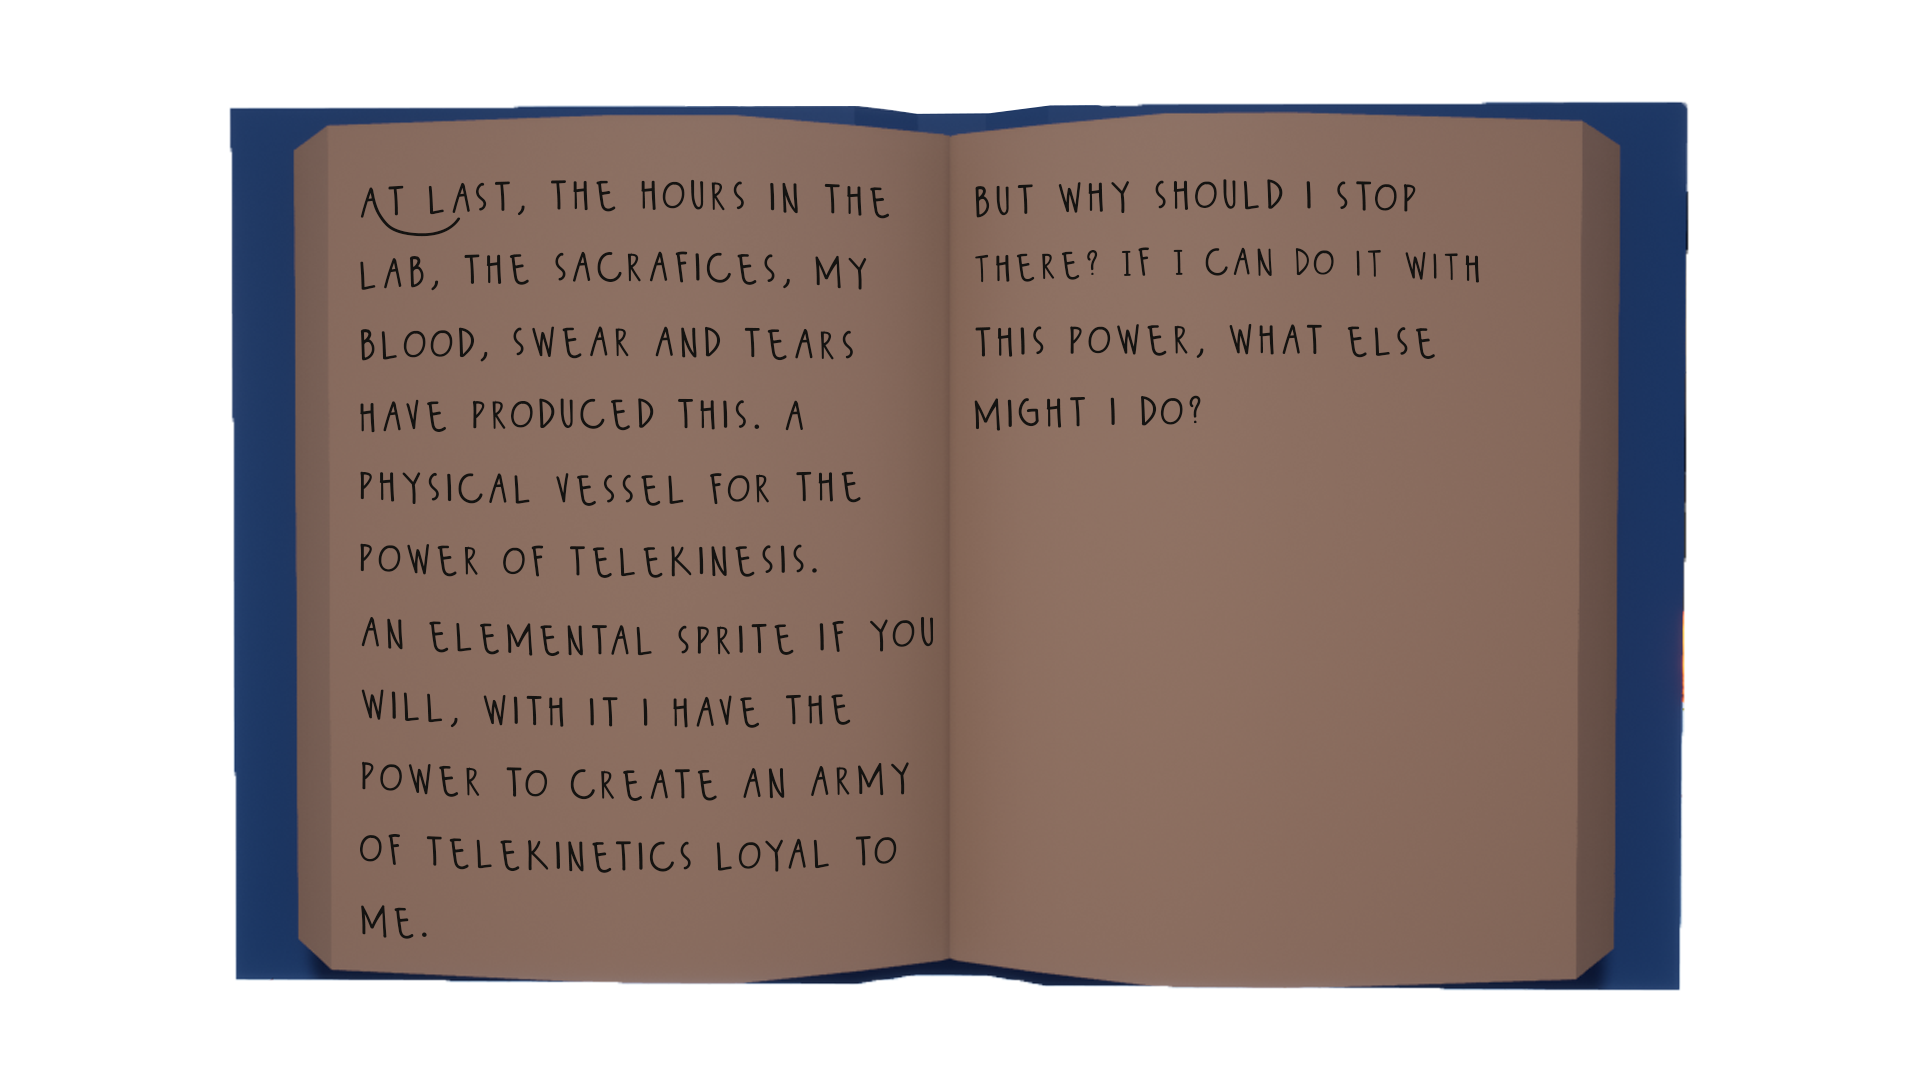 AT LAST, THE HOURS IN THE
LAB, THE SACRAFICES, MY
BLOOD, SWEAR AND TEARS
HAVE PRODUCED THIS. A
PHYSICAL VESSEL FOR THE
POWER OF TELEKINESIS.
AN ELEMENTAL SPRITE IF YOU
WILL, WITH IT I HAVE THE
POWER TO CREATE AN ARMY
OF TELEKINETICS LOYAL TO
ME.
BUT WHY SHOULD I STOP
THERE? IF I CAN DO IT WITH
THIS POWER, WHAT ELSE
MIGHT I DO?